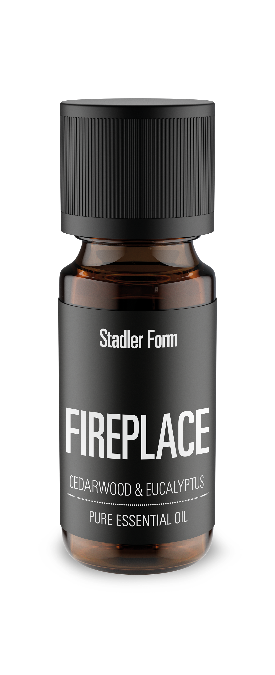 Stadler Form
FIREPLACE
CEDARWOOD & EUCALYPTUS
PURE ESSENTIAL OIL